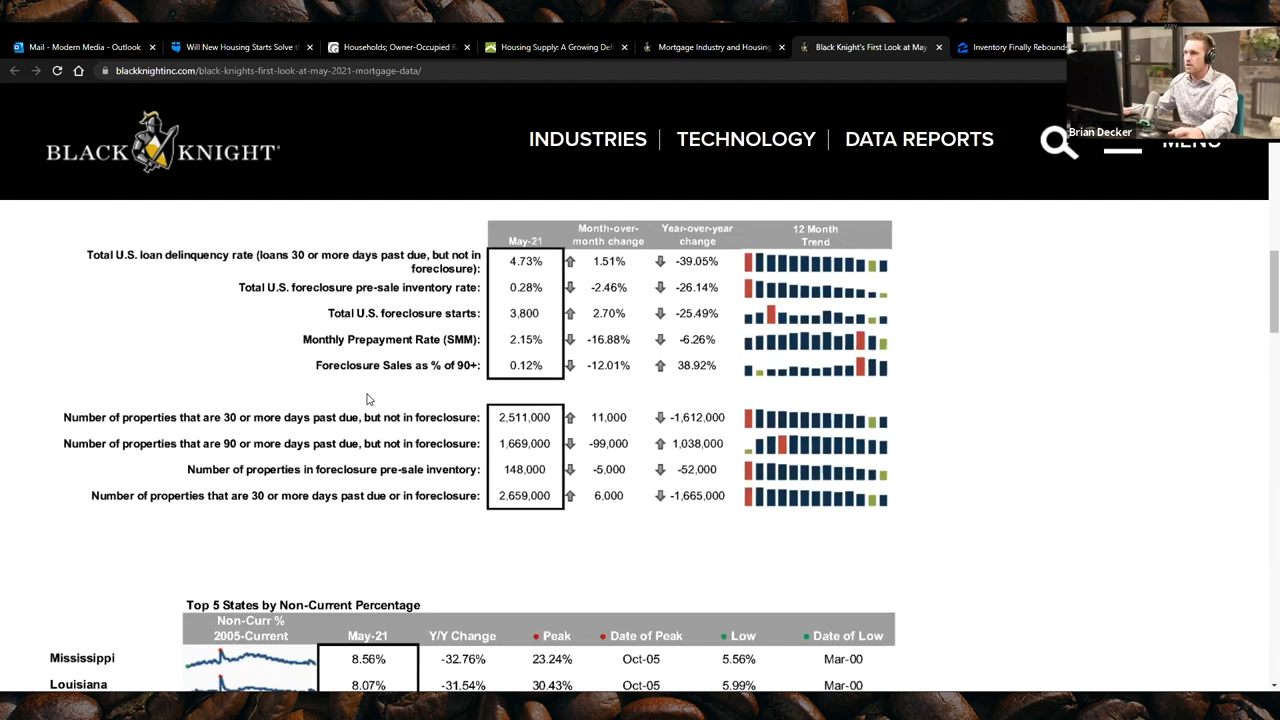 Mail - Modern Media - Outlook
Will New Housing Starts Solve t
Households; Owner-Occupied R
Housing Supply: A Growing Defi
Mortgage Industry and Housing
Black Knight's First Look at May
Inventory Finally Rebounds
blackknightinc.com/black-knights-first-look-at-may-2021-mortgage-data/
Brian Decker
BLACK KNIGHT
INDUSTRIES | TECHNOLOGY | DATA REPORTS
MENU
May-21 Month-over-month change Year-over-year change 12 Month Trend
Total U.S. loan delinquency rate (loans 30 or more days past due, but not in
foreclosure): 4.73% 1.51% -39.05%
Total U.S. foreclosure pre-sale inventory rate: 0.28% -2.46% -26.14%
Total U.S. foreclosure starts: 3,800 2.70% -25.49%
Monthly Prepayment Rate (SMM): 2.15% -16.88% -6.26%
Foreclosure Sales as % of 90+: 0.12% -12.01% 38.92%
Number of properties that are 30 or more days past due, but not in foreclosure: 2,511,000 11,000 -1,612,000
Number of properties that are 90 or more days past due, but not in foreclosure: 1,669,000 -99,000 1,038,000
Number of properties in foreclosure pre-sale inventory: 148,000 -5,000 -52,000
Number of properties that are 30 or more days past due or in foreclosure: 2,659,000 6,000 -1,665,000
Top 5 States by Non-Current Percentage
Non-Curr %
2005-Current May-21 Y/Y Change Peak Date of Peak Low Date of Low
Mississippi 8.56% -32.76% 23.24% Oct-05 5.56% Mar-00
Louisiana 8.07% -31.54% 30.43% Oct-05 5.99% Mar-00